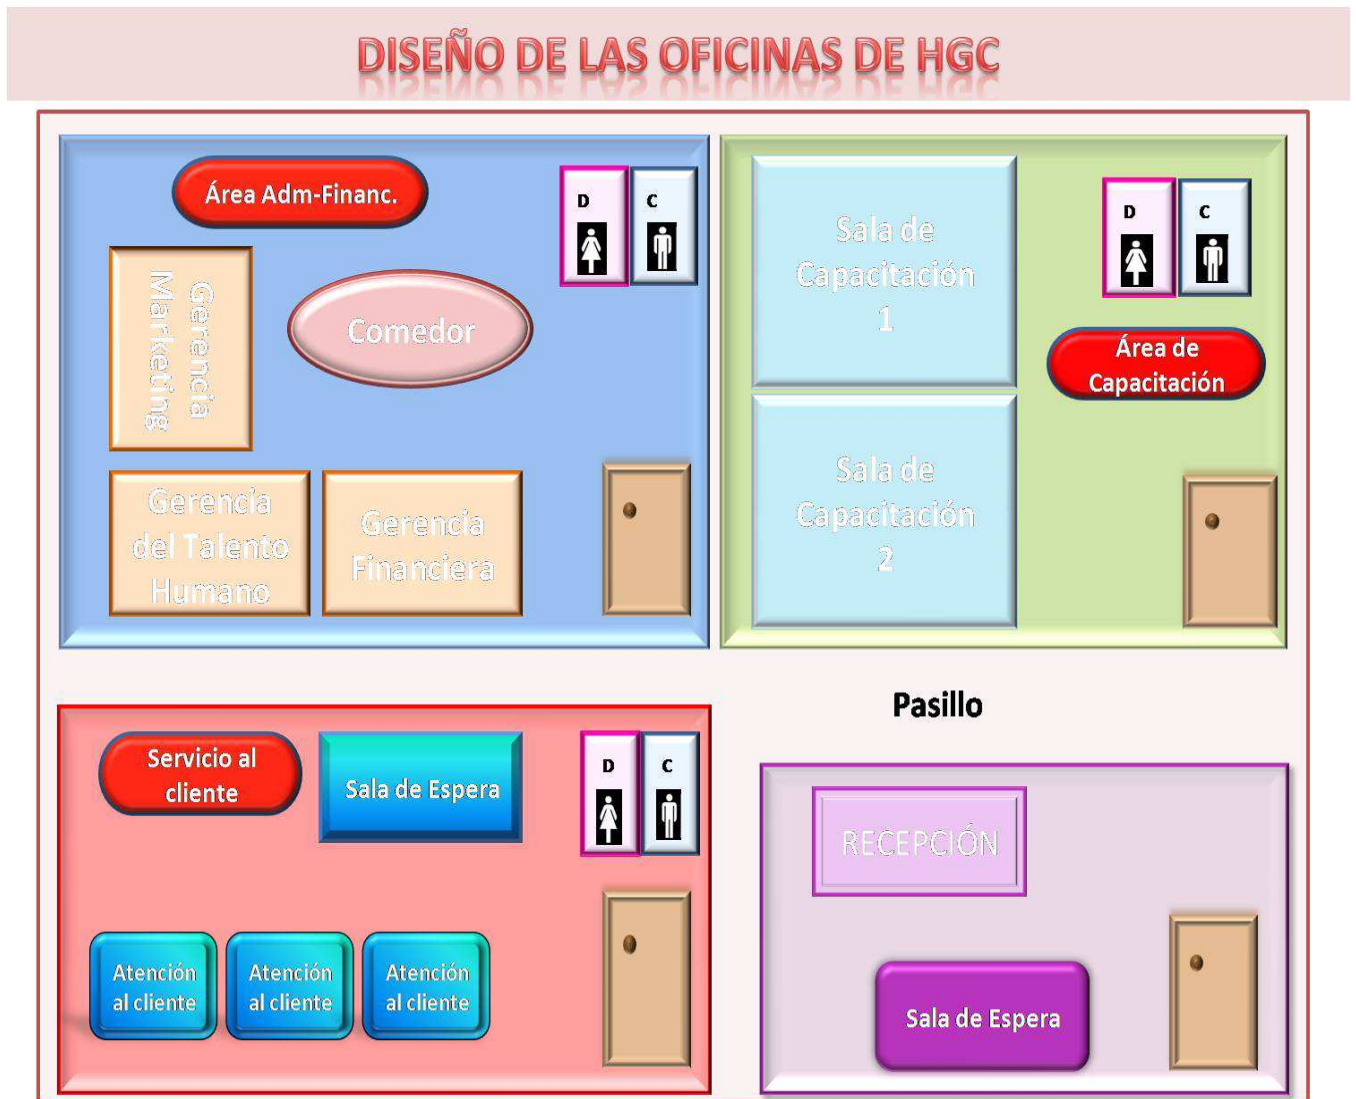 DISEÑO DE LAS OFICINAS DE HGC
Área Adm-Financ.
D
C
Gerencia
Marketing
Comedor
Gerencia
del Talento
Humano
Gerencia
Financiera
Sala de
Capacitación
1
D
C
Área de
Capacitación
Sala de
Capacitación
2
Pasillo
Servicio al
cliente
Sala de Espera
D
C
Atención
al cliente
Atención
al cliente
Atención
al cliente
RECEPCIÓN
Sala de Espera